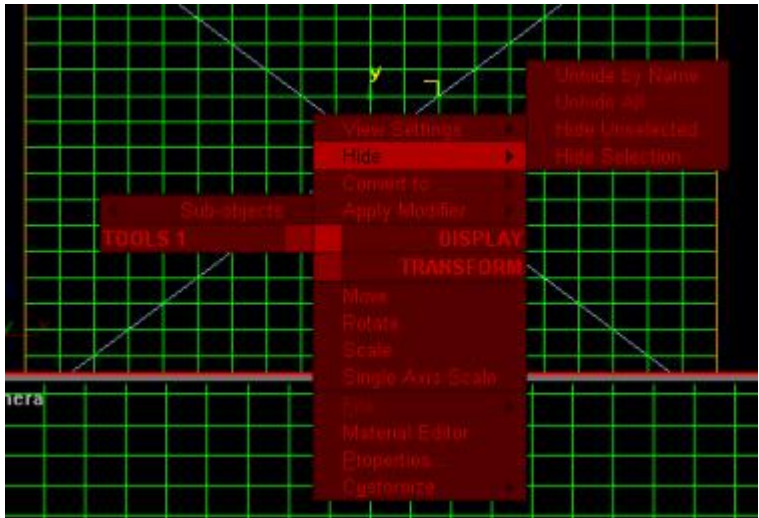 y
View Settings
Hide
Convert to ...
Apply Modifier
Unhide by Name
Unhide All
Hide Unselected
Hide Selection
Sub-objects
TOOLS 1
DISPLAY
TRANSFORM
Move
Rotate
Scale
Single Axis Scale
Material Editor
Properties...
Customize
nera